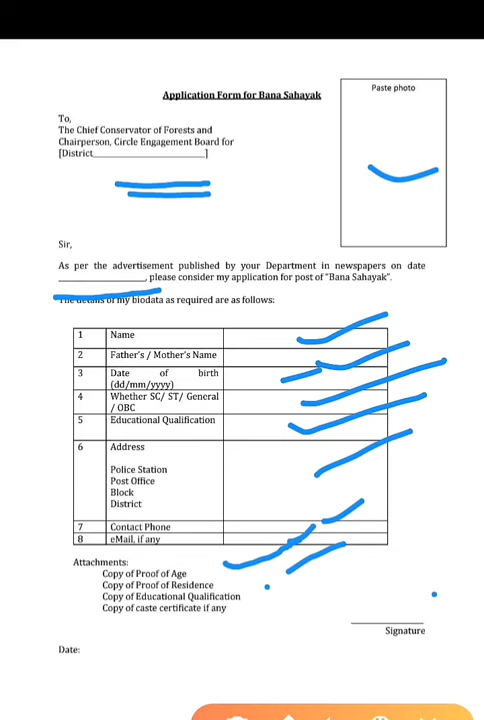 Application Form for Bana Sahayak
Paste photo
To,
The Chief Conservator of Forests and
Chairperson, Circle Engagement Board for
[District____________________]
Sir,
As per the advertisement published by your Department in newspapers on date
________________, please consider my application for post of "Bana Sahayak".
The details of my biodata as required are as follows:
1 Name
2 Father's / Mother's Name
3 Date of birth
(dd/mm/yyyy)
4 Whether SC/ ST/ General
/ OBC
5 Educational Qualification
6 Address
Police Station
Post Office
Block
District
7 Contact Phone
8 eMail, if any
Attachments:
Copy of Proof of Age
Copy of Proof of Residence
Copy of Educational Qualification
Copy of caste certificate if any
Signature
Date: